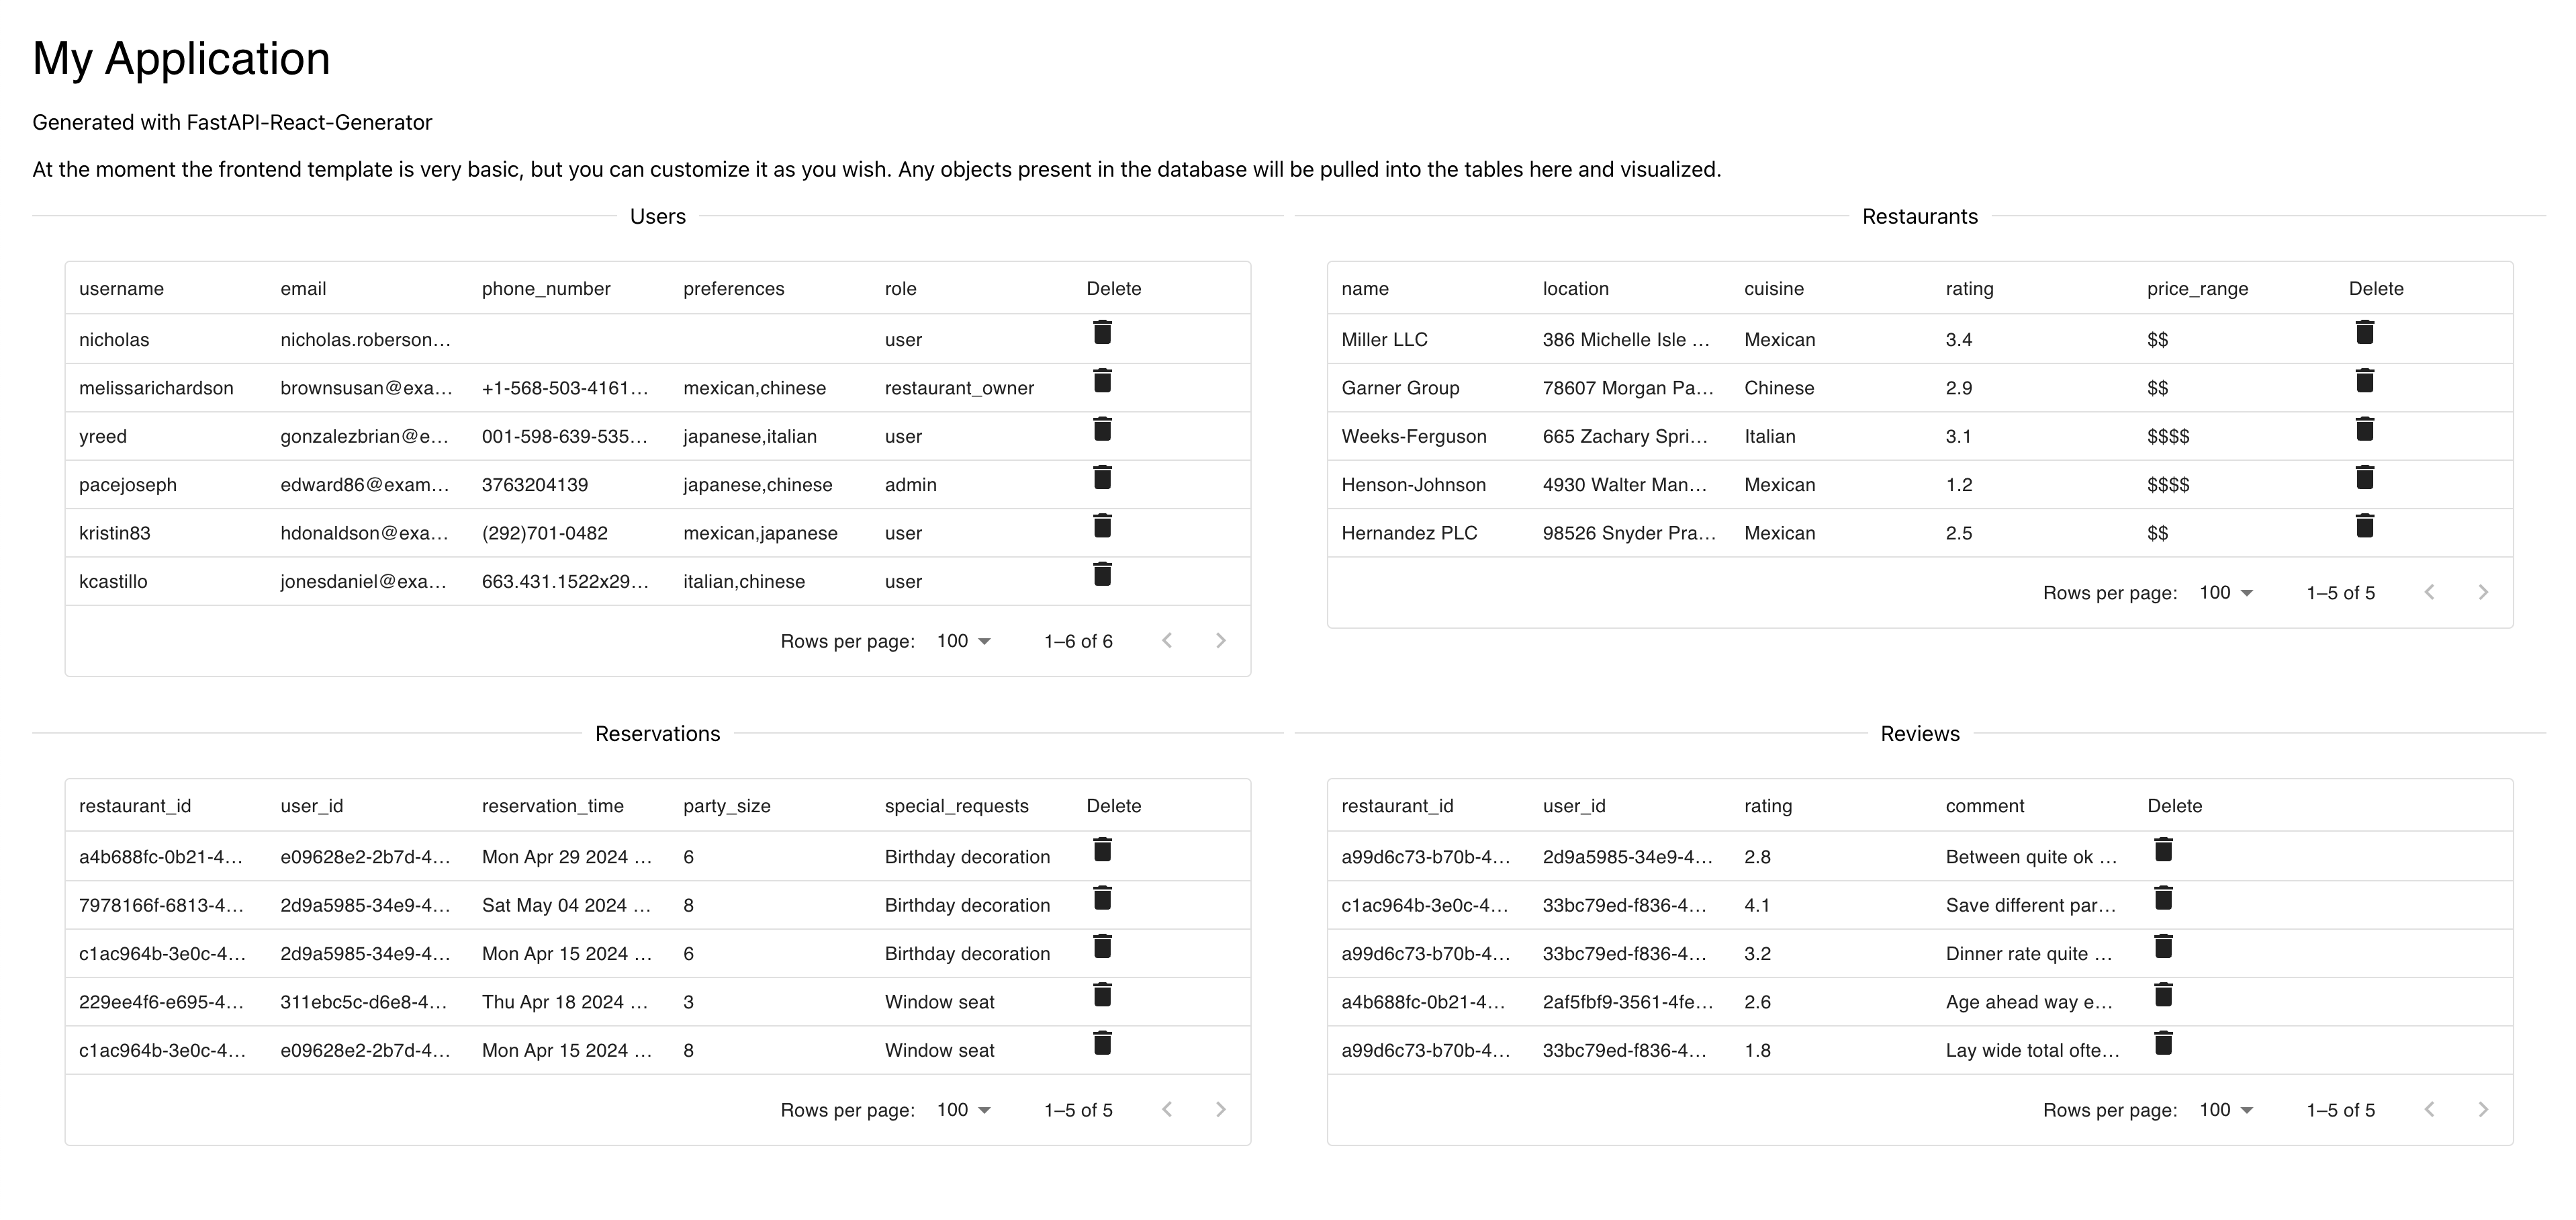 My Application
Generated with FastAPI-React-Generator
At the moment the frontend template is very basic, but you can customize it as you wish. Any objects present in the database will be pulled into the tables here and visualized.
Users
username email phone_number preferences role Delete
nicholas nicholas.roberson… user
melissarichardson brownsusan@exa… +1-568-503-4161… mexican,chinese restaurant_owner
yreed gonzalezbrian@e… 001-598-639-535… japanese,italian user
pacejoseph edward86@exam… 3763204139 japanese,chinese admin
kristin83 hdonaldson@exa… (292)701-0482 mexican,japanese user
kcastillo jonesdaniel@exa… 663.431.1522x29… italian,chinese user
Rows per page: 100 1–6 of 6
Restaurants
name location cuisine rating price_range Delete
Miller LLC 386 Michelle Isle … Mexican 3.4 $$
Garner Group 78607 Morgan Pa… Chinese 2.9 $$
Weeks-Ferguson 665 Zachary Spri… Italian 3.1 $$$$
Henson-Johnson 4930 Walter Man… Mexican 1.2 $$$$
Hernandez PLC 98526 Snyder Pra… Mexican 2.5 $$
Rows per page: 100 1–5 of 5
Reservations
restaurant_id user_id reservation_time party_size special_requests Delete
a4b688fc-0b21-4… e09628e2-2b7d-4… Mon Apr 29 2024 … 6 Birthday decoration
7978166f-6813-4… 2d9a5985-34e9-4… Sat May 04 2024 … 8 Birthday decoration
c1ac964b-3e0c-4… 2d9a5985-34e9-4… Mon Apr 15 2024 … 6 Birthday decoration
229ee4f6-e695-4… 311ebc5c-d6e8-4… Thu Apr 18 2024 … 3 Window seat
c1ac964b-3e0c-4… e09628e2-2b7d-4… Mon Apr 15 2024 … 8 Window seat
Rows per page: 100 1–5 of 5
Reviews
restaurant_id user_id rating comment Delete
a99d6c73-b70b-4… 2d9a5985-34e9-4… 2.8 Between quite ok …
c1ac964b-3e0c-4… 33bc79ed-f836-4… 4.1 Save different par…
a99d6c73-b70b-4… 33bc79ed-f836-4… 3.2 Dinner rate quite …
a4b688fc-0b21-4… 2af5fbf9-3561-4fe… 2.6 Age ahead way e…
a99d6c73-b70b-4… 33bc79ed-f836-4… 1.8 Lay wide total ofte…
Rows per page: 100 1–5 of 5